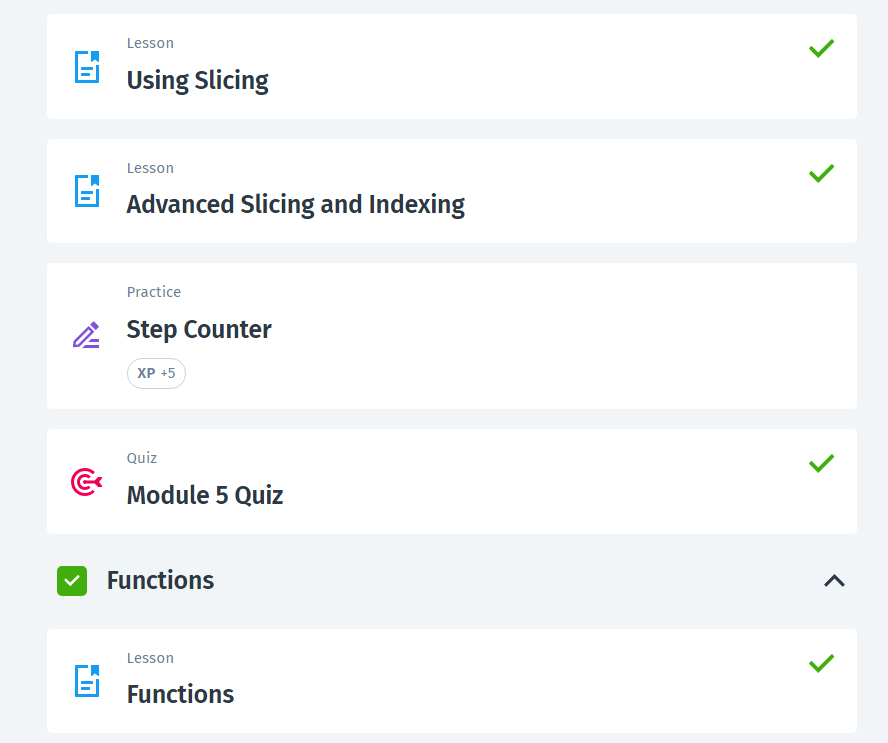 Lesson
Using Slicing
Lesson
Advanced Slicing and Indexing
Practice
Step Counter
XP +5
Quiz
Module 5 Quiz
Functions
Lesson
Functions